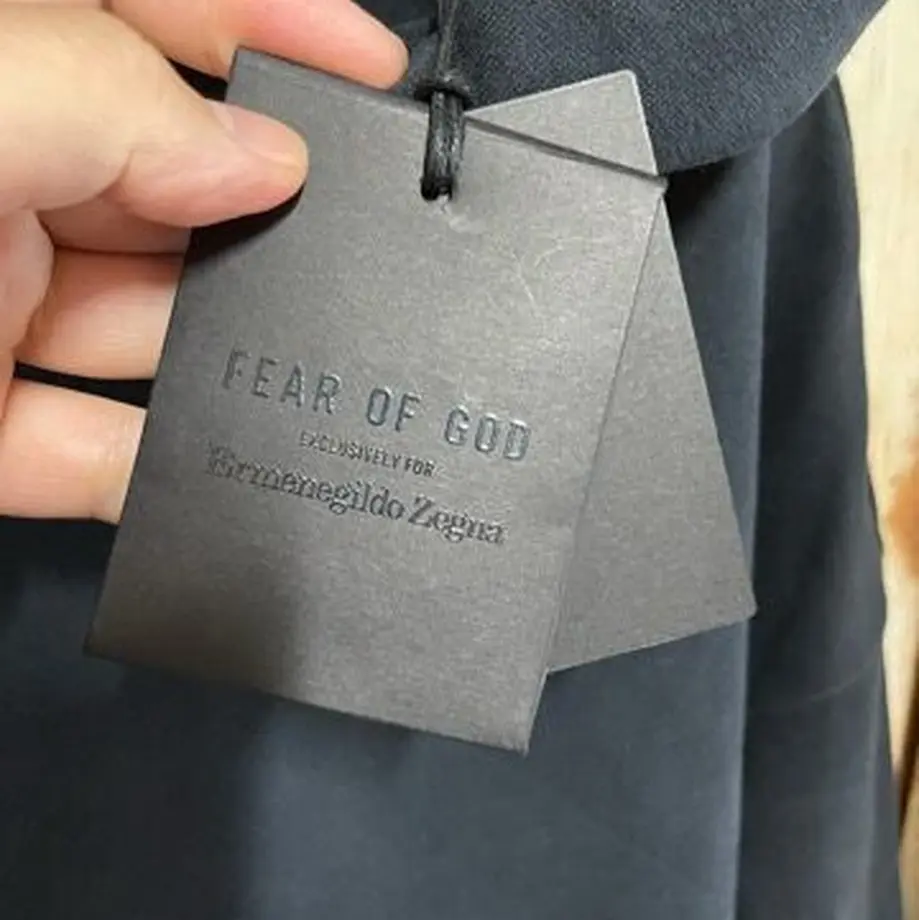 FEAR OF GOD
EXCLUSIVELY FOR
Ermenegildo Zegna